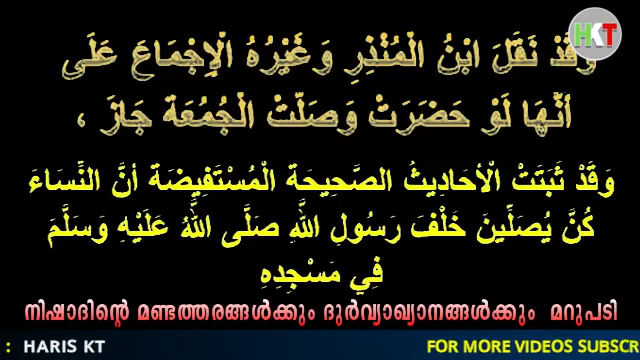 HKT
وَقَدْ نَقَلَ ابْنُ الْمُنْذِرِ وَغَيْرُهُ الْإِجْمَاعَ عَلَى
أَنَّهَا لَوْ حَضَرَتْ وَصَلَّتْ الْجُمُعَةَ جَازَ ،
وَقَدْ ثَبَتَتْ الْأَحَادِيثُ الصَّحِيحَة الْمُسْتَفِيضَة أنَّ النِّسَاءَ
كُنَّ يُصَلِّينَ خَلْفَ رَسُولِ اللَّهِ صَلَّى اللَّهُ عَلَيْهِ وَسَلَّمَ
فِي مَسْجِدِهِ
നിഷാദിന്റെ മണ്ടത്തരങ്ങൾക്കും ദുർവ്യാഖ്യാനങ്ങൾക്കും മറുപടി
: HARIS KT FOR MORE VIDEOS SUBSCR